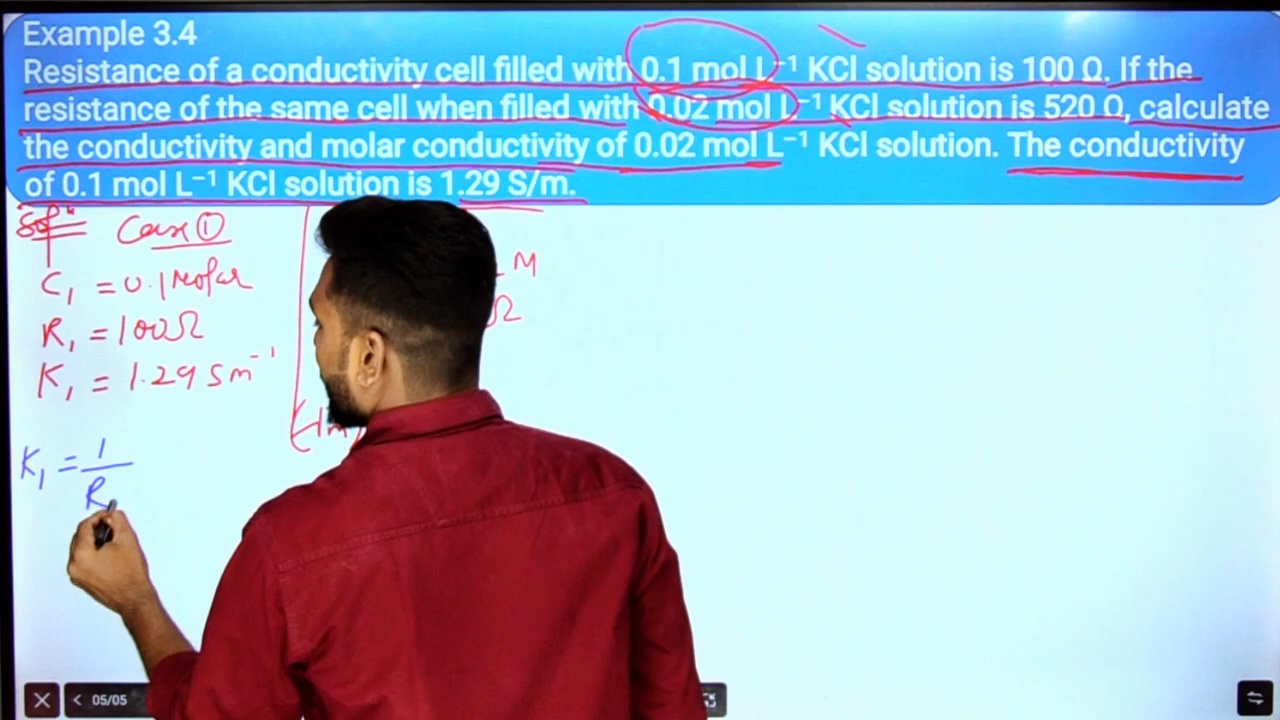 Example 3.4
Resistance of a conductivity cell filled with 0.1 mol L⁻¹ KCl solution is 100 Ω. If the
resistance of the same cell when filled with 0.02 mol L⁻¹ KCl solution is 520 Ω, calculate
the conductivity and molar conductivity of 0.02 mol L⁻¹ KCl solution. The conductivity
of 0.1 mol L⁻¹ KCl solution is 1.29 S/m.
Solⁿ Case ①
C₁ = 0.1 Molar
M
R₁ = 100Ω
Ω
K₁ = 1.29 S m⁻¹
K₁ = 1/R
05/05